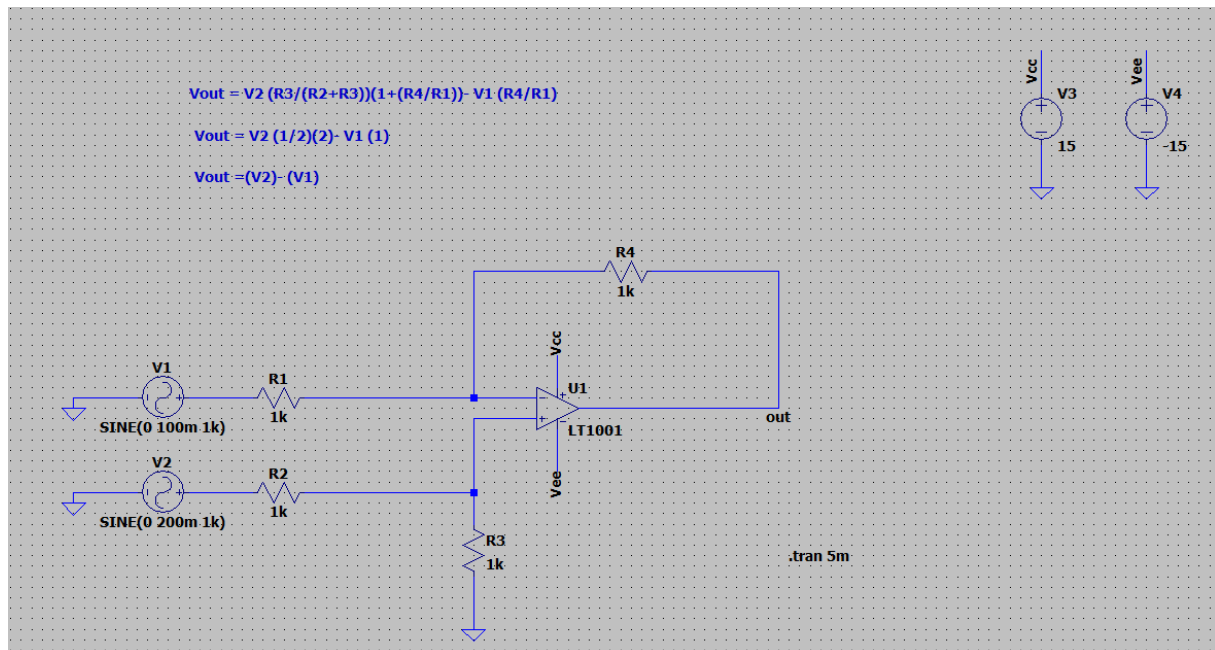 Vout = V2 (R3/(R2+R3))(1+(R4/R1))- V1 (R4/R1)
Vout = V2 (1/2)(2)- V1 (1)
Vout =(V2)- (V1)
Vcc
V3
15
Vee
V4
-15
R4
1k
Vcc
U1
LT1001
Vee
out
V1
SINE(0 100m 1k)
R1
1k
V2
SINE(0 200m 1k)
R2
1k
R3
1k
.tran 5m